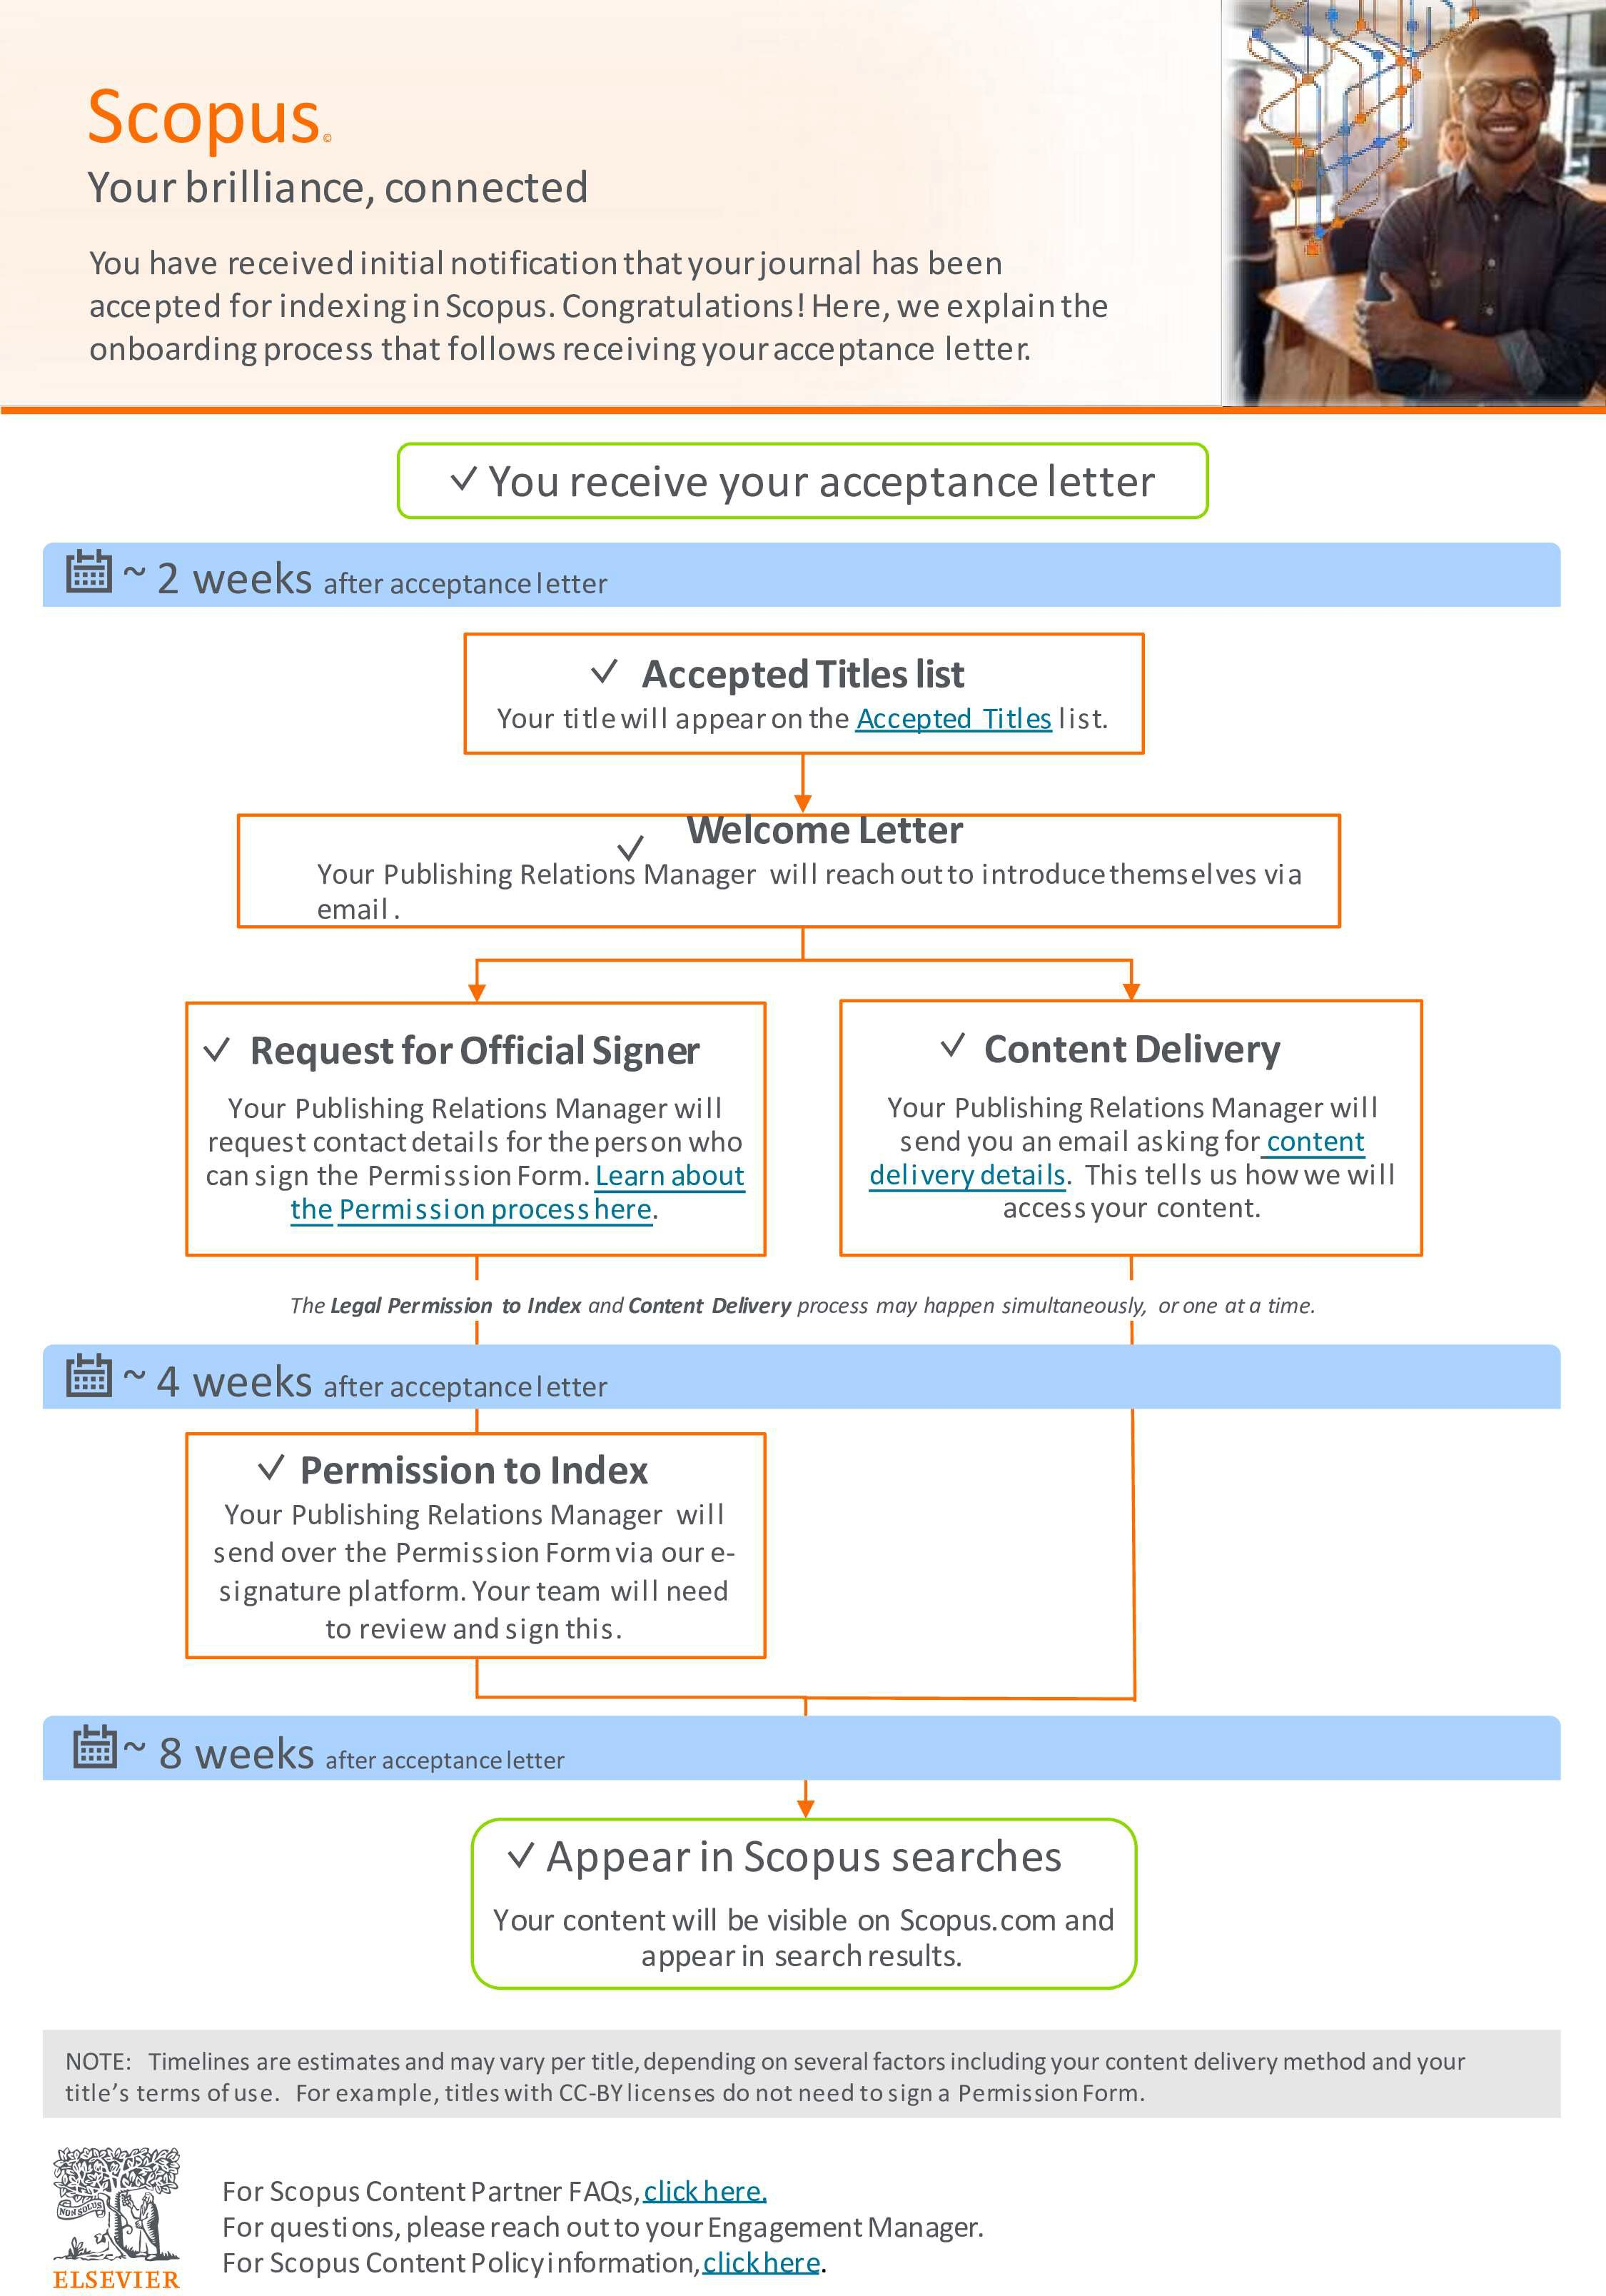 Scopus©
Your brilliance, connected
You have received initial notification that your journal has been
accepted for indexing in Scopus. Congratulations! Here, we explain the
onboarding process that follows receiving your acceptance letter.
✓ You receive your acceptance letter
~ 2 weeks after acceptance letter
✓ Accepted Titles list
Your title will appear on the Accepted Titles list.
✓ Welcome Letter
Your Publishing Relations Manager will reach out to introduce themselves via
email.
✓ Request for Official Signer
Your Publishing Relations Manager will
request contact details for the person who
can sign the Permission Form. Learn about
the Permission process here.
✓ Content Delivery
Your Publishing Relations Manager will
send you an email asking for content
delivery details. This tells us how we will
access your content.
The Legal Permission to Index and Content Delivery process may happen simultaneously, or one at a time.
~ 4 weeks after acceptance letter
✓ Permission to Index
Your Publishing Relations Manager will
send over the Permission Form via our e-
signature platform. Your team will need
to review and sign this.
~ 8 weeks after acceptance letter
✓ Appear in Scopus searches
Your content will be visible on Scopus.com and
appear in search results.
NOTE: Timelines are estimates and may vary per title, depending on several factors including your content delivery method and your
title's terms of use. For example, titles with CC-BY licenses do not need to sign a Permission Form.
NON SOLUS
ELSEVIER
For Scopus Content Partner FAQs, click here.
For questions, please reach out to your Engagement Manager.
For Scopus Content Policy information, click here.